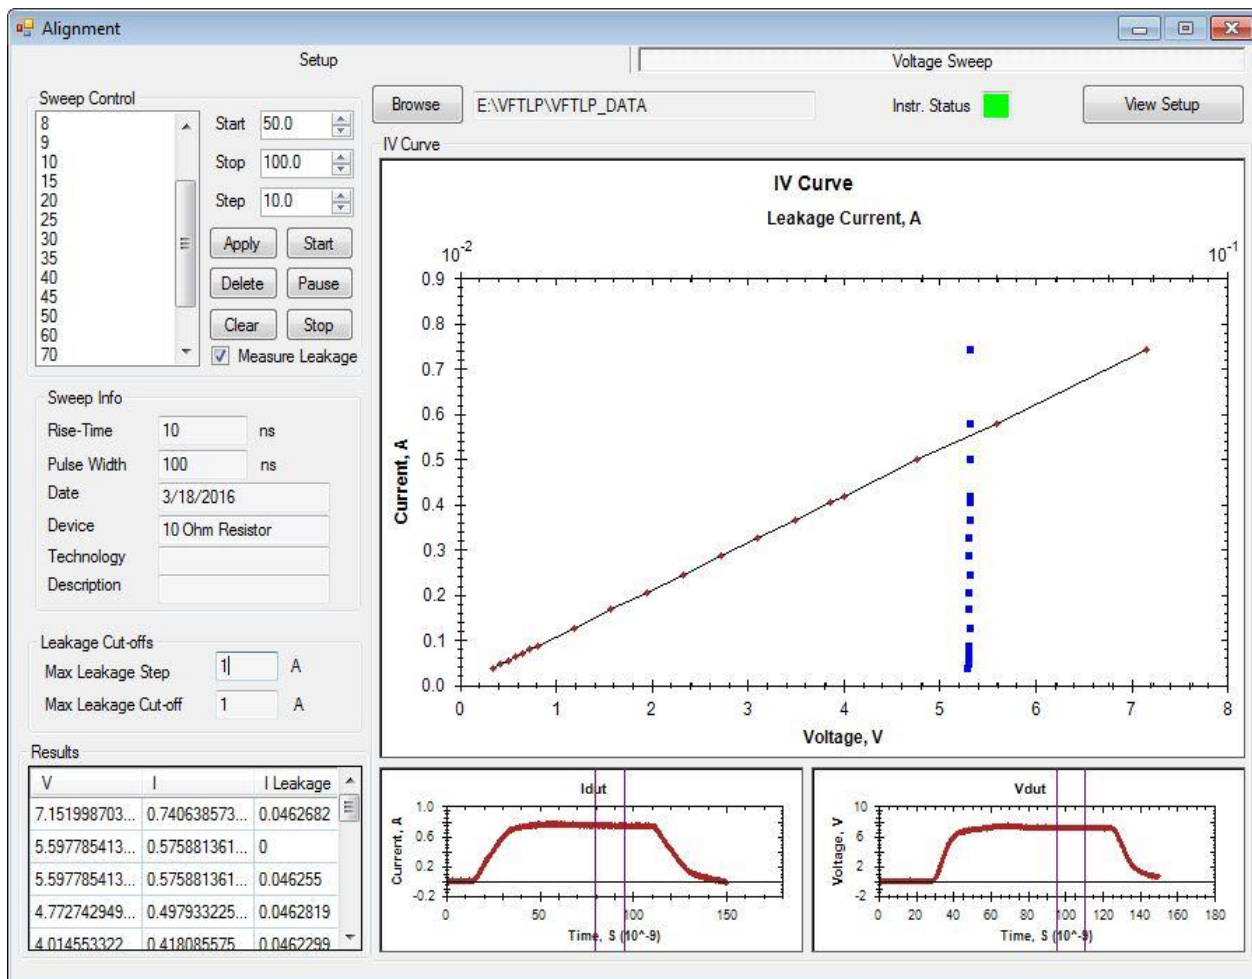 Alignment
Setup
Voltage Sweep
Sweep Control
8
9
10
15
20
25
30
35
40
45
50
60
70
Start 50.0
Stop 100.0
Step 10.0
Apply Start
Delete Pause
Clear Stop
Measure Leakage
Browse E:\VFTLP\VFTLP_DATA Instr. Status View Setup
Sweep Info
Rise-Time 10 ns
Pulse Width 100 ns
Date 3/18/2016
Device 10 Ohm Resistor
Technology
Description
Leakage Cut-offs
Max Leakage Step 1 A
Max Leakage Cut-off 1 A
Results
V I I Leakage
7.151998703... 0.740638573... 0.0462682
5.597785413... 0.575881361... 0
5.597785413... 0.575881361... 0.046255
4.772742949... 0.497933225... 0.0462819
4.014553322 0.418085575 0.0462299
IV Curve
IV Curve
Leakage Current, A
10^-2 10^-1
0.9
0.8
0.7
0.6
0.5
0.4
0.3
0.2
0.1
0.0
Current, A
0 1 2 3 4 5 6 7 8
Voltage, V
Idut
1.0
0.6
0.2
-0.2
Current, A
0 50 100 150
Time, S (10^-9)
Vdut
10
6
2
-2
Voltage, V
0 20 40 60 80 100 120 140 160 180
Time, S (10^-9)